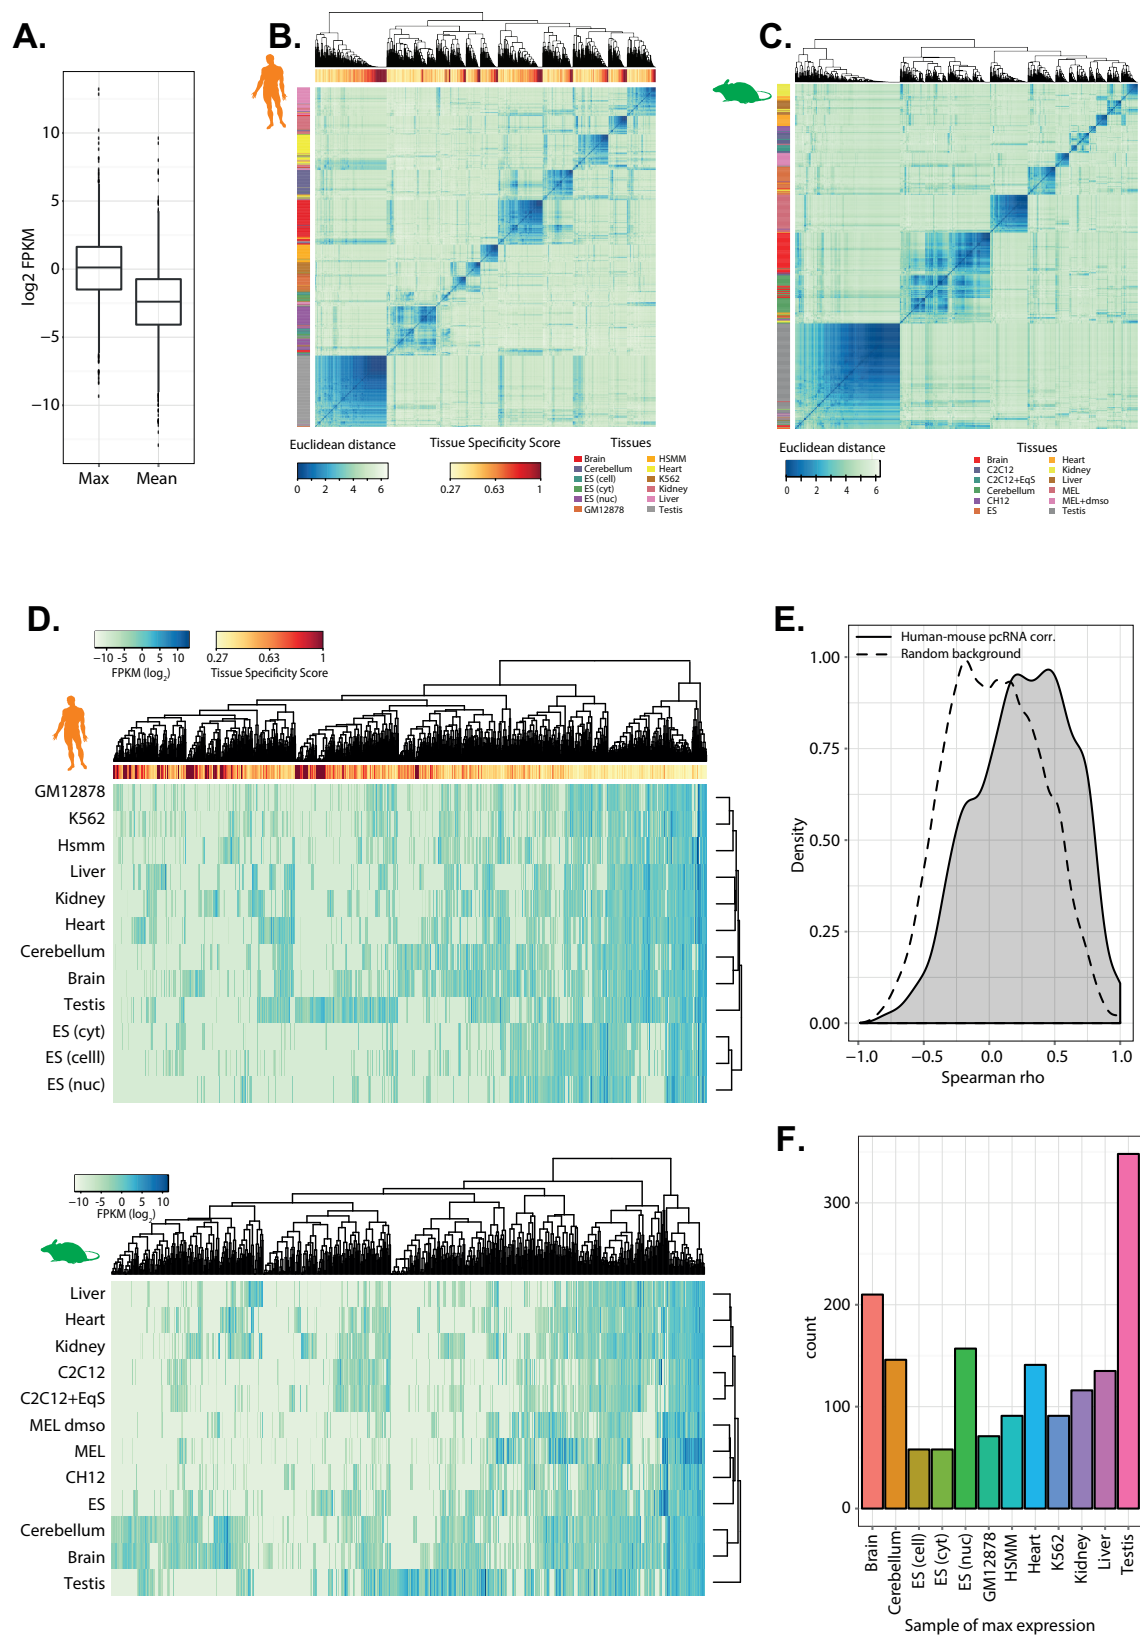 A.
log2 FPKM
10
5
0
−5
−10
Max Mean
B.
Euclidean distance
0 2 4 6
Tissue Specificity Score
0.27 0.63 1
Tissues
Brain HSMM
Cerebellum Heart
ES (cell) K562
ES (cyt) Kidney
ES (nuc) Liver
GM12878 Testis
C.
Euclidean distance
0 2 4 6
Tissues
Brain Heart
C2C12 Kidney
C2C12+EqS Liver
Cerebellum MEL
CH12 MEL+dmso
ES Testis
D.
−10 -5 0 5 10
FPKM (log2)
0.27 0.63 1
Tissue Specificity Score
GM12878
K562
Hsmm
Liver
Kidney
Heart
Cerebellum
Brain
Testis
ES (cyt)
ES (celll)
ES (nuc)
−10 -5 0 5 10
FPKM (log2)
Liver
Heart
Kidney
C2C12
C2C12+EqS
MEL dmso
MEL
CH12
ES
Cerebellum
Brain
Testis
E.
Human-mouse pcRNA corr.
Random background
Density
1.00
0.75
0.50
0.25
0.00
−1.0 −0.5 0.0 0.5 1.0
Spearman rho
F.
count
300
200
100
0
Brain
Cerebellum
ES (cell)
ES (cyt)
ES (nuc)
GM12878
HSMM
Heart
K562
Kidney
Liver
Testis
Sample of max expression